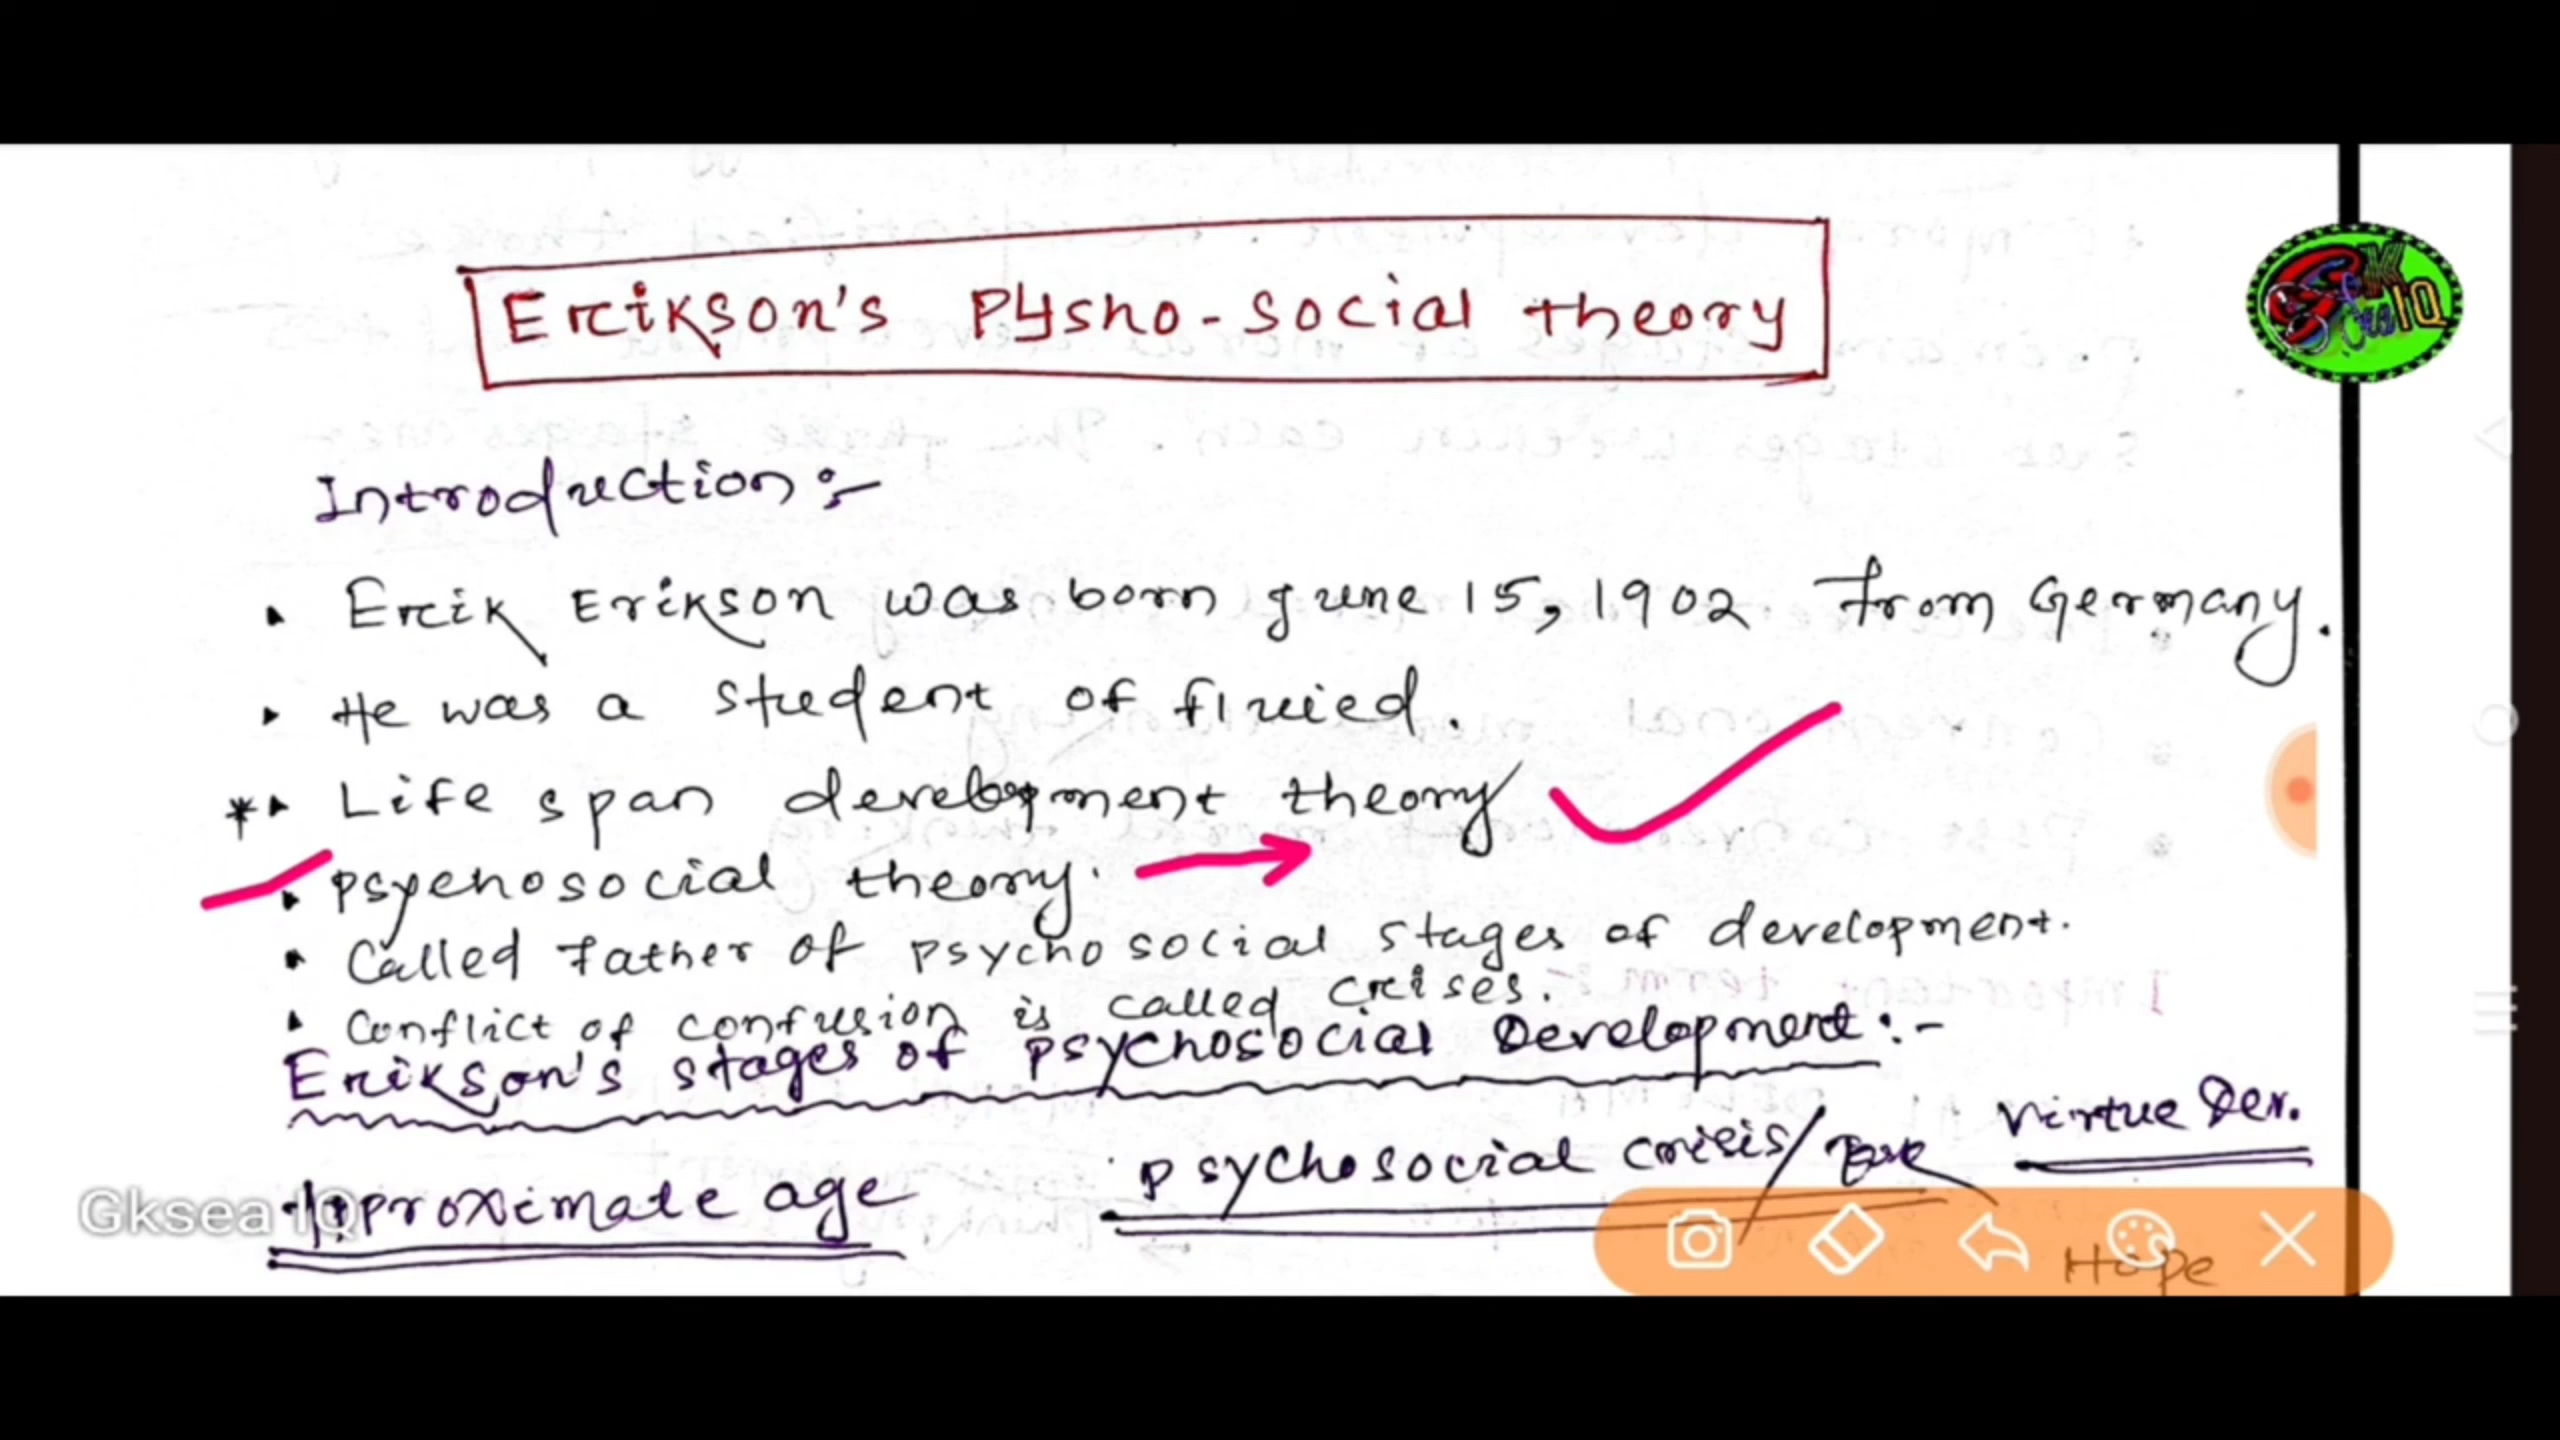 Erikson's Pysho-social theory
Introduction :-
Erik Erikson was born june 15, 1902 from Germany.
He was a student of fluied.
* Life span development theory
psychosocial theory.
Called father of psychosocial stages of development.
Conflict of confusion is called crises.
Erikson's stages of psychosocial Development :-
Approximate age psychosocial crisis/ Virtue Dev.
Hope
Gksea IQ